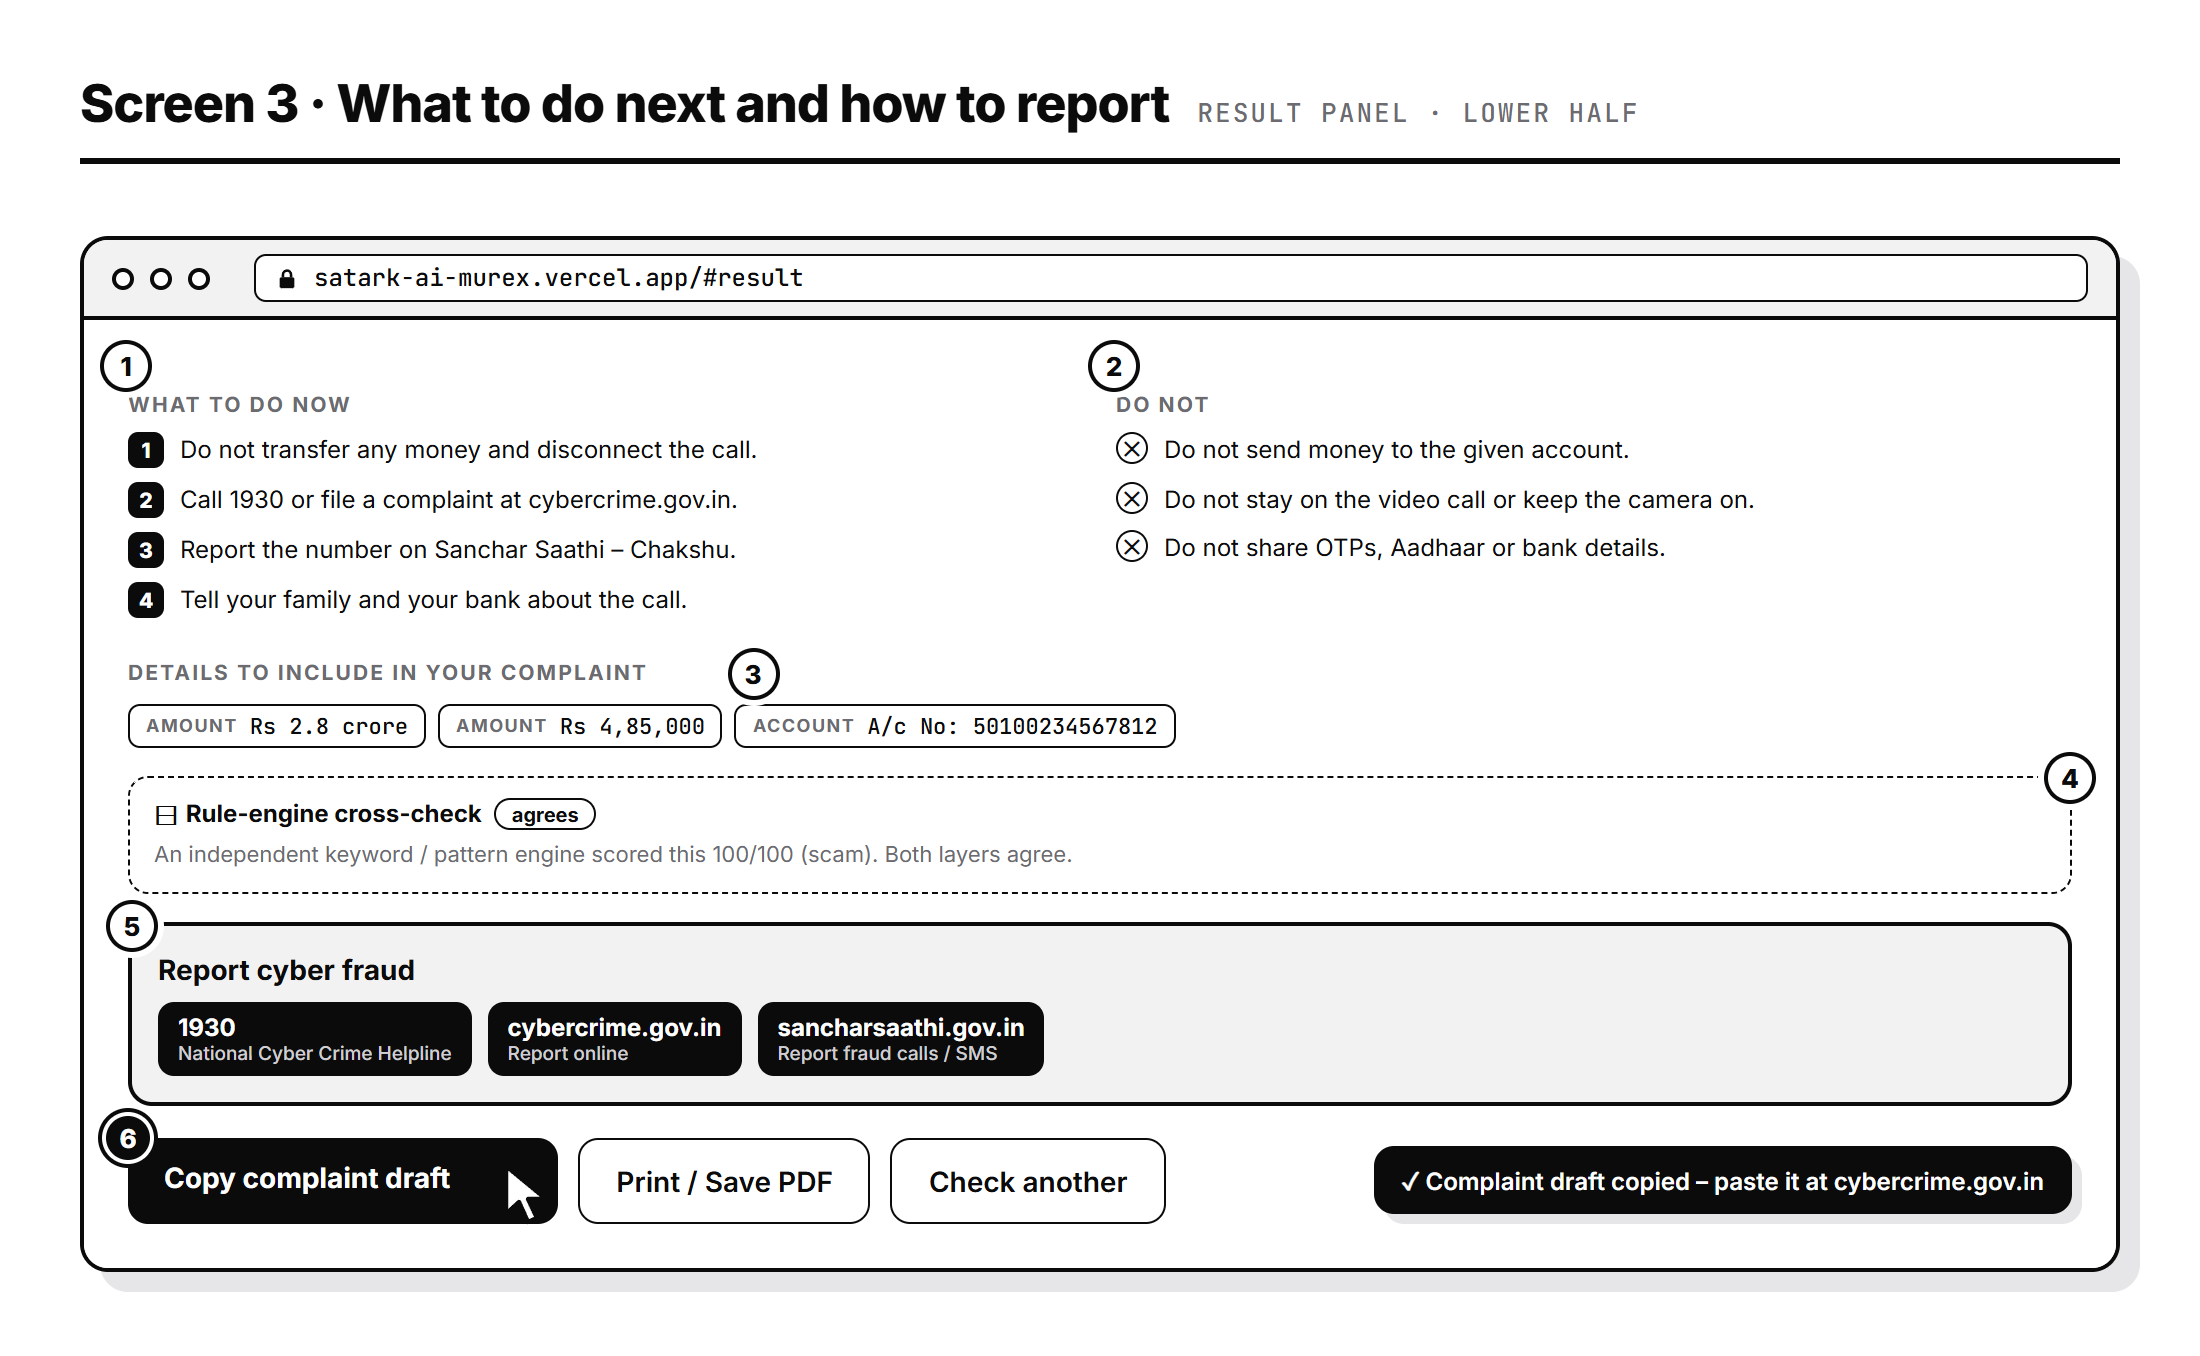 Screen 3 · What to do next and how to report RESULT PANEL · LOWER HALF
satark-ai-murex.vercel.app/#result
1
WHAT TO DO NOW
1 Do not transfer any money and disconnect the call.
2 Call 1930 or file a complaint at cybercrime.gov.in.
3 Report the number on Sanchar Saathi – Chakshu.
4 Tell your family and your bank about the call.
2
DO NOT
Do not send money to the given account.
Do not stay on the video call or keep the camera on.
Do not share OTPs, Aadhaar or bank details.
DETAILS TO INCLUDE IN YOUR COMPLAINT
3
AMOUNT Rs 2.8 crore
AMOUNT Rs 4,85,000
ACCOUNT A/c No: 50100234567812
4
Rule-engine cross-check agrees
An independent keyword / pattern engine scored this 100/100 (scam). Both layers agree.
5
Report cyber fraud
1930
National Cyber Crime Helpline
cybercrime.gov.in
Report online
sancharsaathi.gov.in
Report fraud calls / SMS
6
Copy complaint draft
Print / Save PDF
Check another
✓ Complaint draft copied – paste it at cybercrime.gov.in